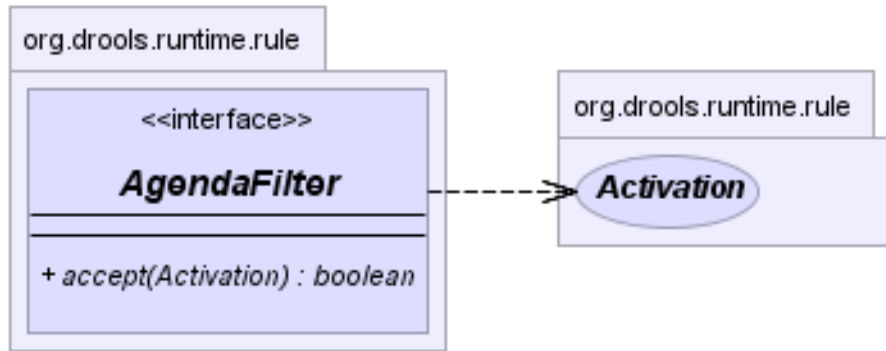 org.drools.runtime.rule
<<interface>>
AgendaFilter
+ accept(Activation) : boolean
org.drools.runtime.rule
Activation